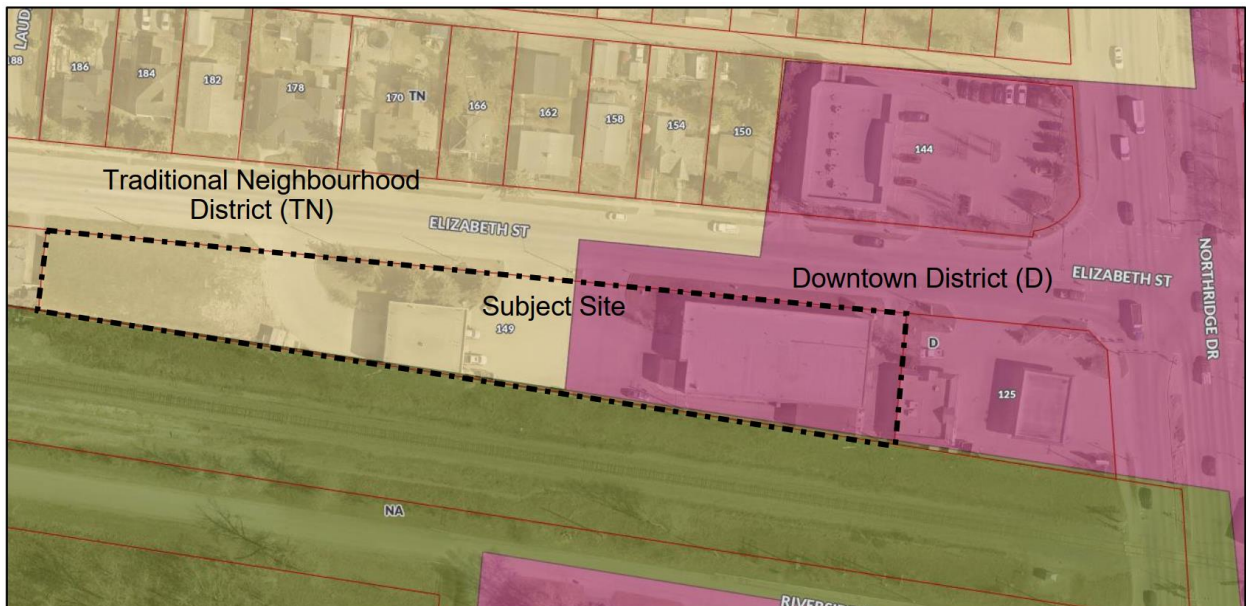 LAUD
188
186
184
182
178
170 TN
166
162
158
154
150
144
Traditional Neighbourhood
District (TN)
ELIZABETH ST
Downtown District (D)
ELIZABETH ST
NORTHRIDGE DR
Subject Site
149
D
125
NA
RIVERSI